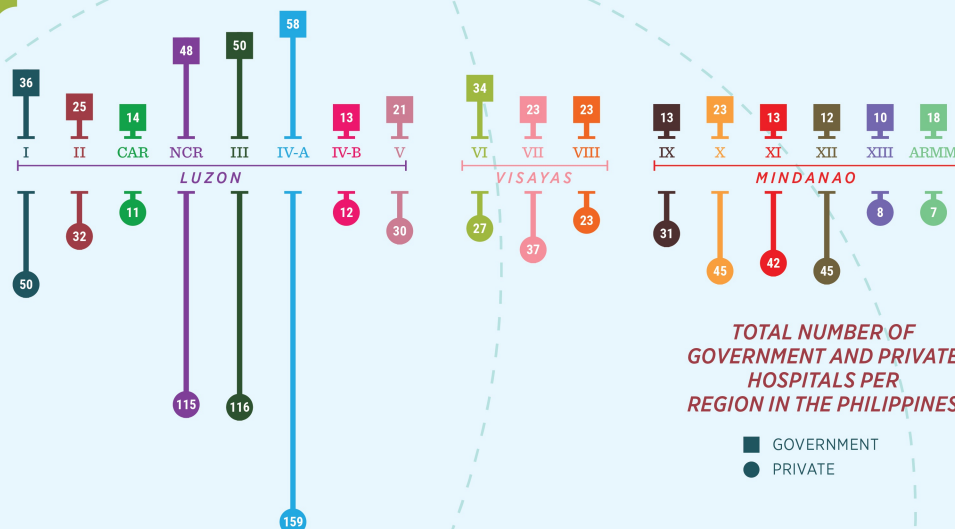 36 25 14 48 50 58 13 21 34 23 23 13 23 13 12 10 18
I II CAR NCR III IV-A IV-B V VI VII VIII IX X XI XII XIII ARMM
LUZON VISAYAS MINDANAO
50 32 11 115 116 159 12 30 27 37 23 31 45 42 45 8 7
TOTAL NUMBER OF
GOVERNMENT AND PRIVATE
HOSPITALS PER
REGION IN THE PHILIPPINES
GOVERNMENT
PRIVATE